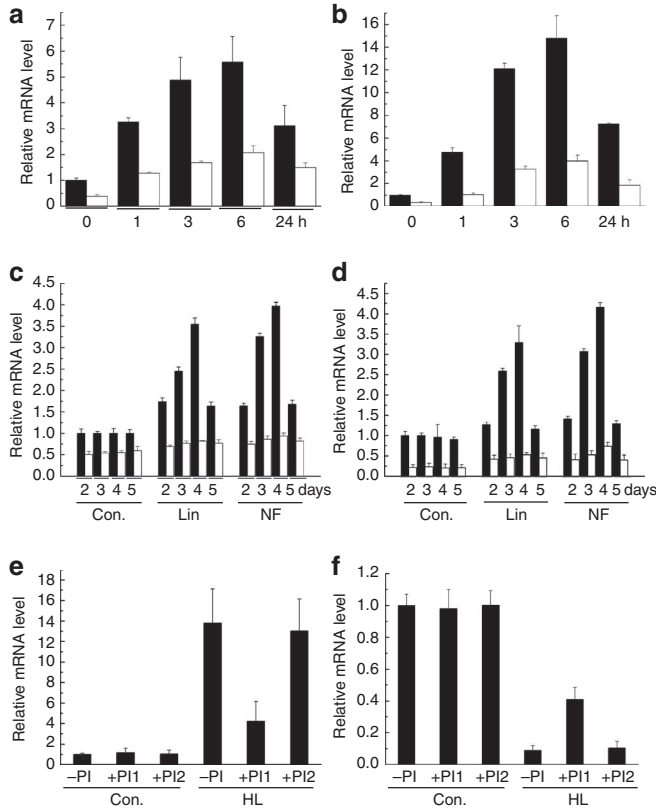 a
Relative mRNA level
7
6
5
4
3
2
1
0
0 1 3 6 24 h
b
Relative mRNA level
16
14
12
10
8
6
4
2
0
0 1 3 6 24 h
c
Relative mRNA level
4.5
4.0
3.5
3.0
2.5
2.0
1.5
1.0
0.5
0.0
2 3 4 5 2 3 4 5 2 3 4 5 days
Con. Lin NF
d
Relative mRNA level
4.5
4.0
3.5
3.0
2.5
2.0
1.5
1.0
0.5
0.0
2 3 4 5 2 3 4 5 2 3 4 5 days
Con. Lin NF
e
Relative mRNA level
18
16
14
12
10
8
6
4
2
0
–PI +PI1 +PI2 –PI +PI1 +PI2
Con. HL
f
Relative mRNA level
1.2
1.0
0.8
0.6
0.4
0.2
0.0
–PI +PI1 +PI2 –PI +PI1 +PI2
Con. HL